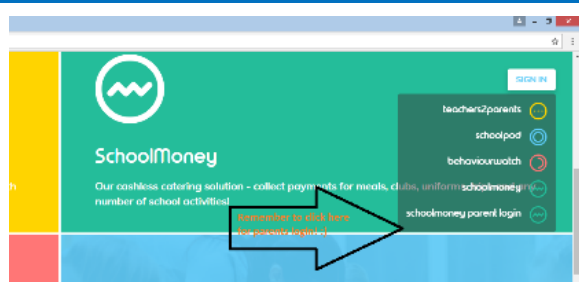 SIGN IN
teachers2parents
schoolpod
behaviourwatch
schoolmoney
schoolmoney parent login
SchoolMoney
Our cashless catering solution - collect payments for meals, clubs, uniform
number of school activities!
Remember to click here
for parents login! :)